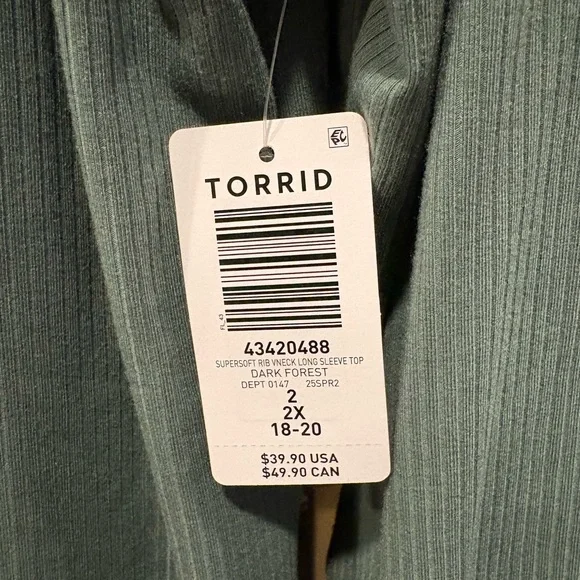 TORRID
FL_43
43420488
SUPERSOFT RIB VNECK LONG SLEEVE TOP
DARK FOREST
DEPT 0147 25SPR2
2
2X
18-20
$39.90 USA
$49.90 CAN